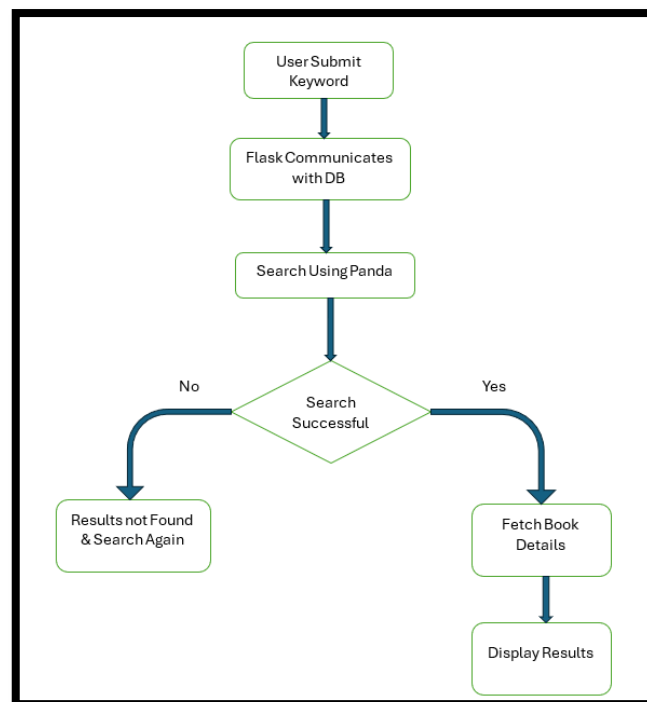 User Submit
Keyword
Flask Communicates
with DB
Search Using Panda
No
Yes
Search
Successful
Results not Found
& Search Again
Fetch Book
Details
Display Results